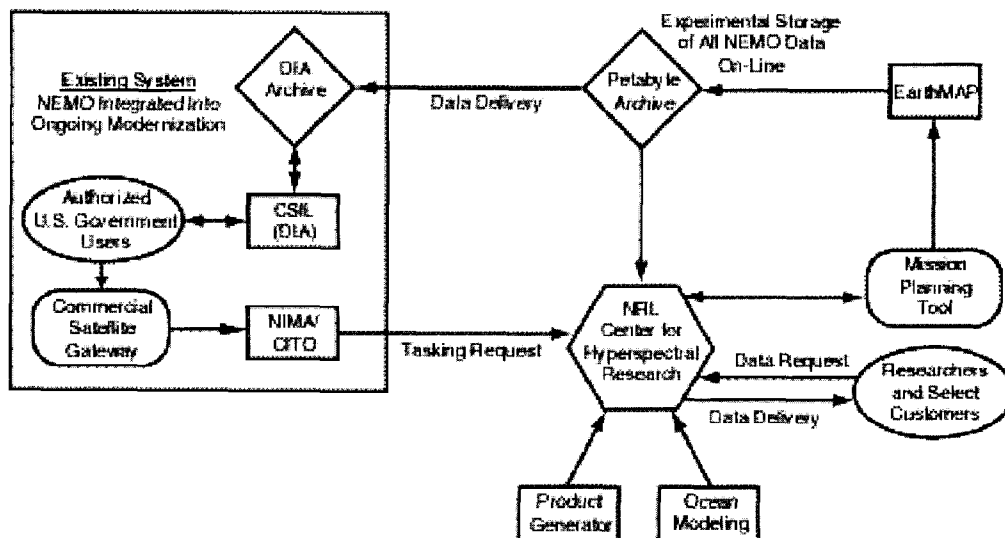 Experimental Storage
of All NEMO Data
On-Line
Existing System
NEMO Integrated into
Ongoing Modernization
DIA
Archive
Data Delivery
Petabyte
Archive
EarthMAP
Authorized
U.S. Government
Users
CSIL
(DIA)
Commercial
Satellite
Gateway
NIMA/
CITO
Tasking Request
NRL
Center for
Hyperspectral
Research
Mission
Planning
Tool
Data Request
Researchers
and Select
Customers
Data Delivery
Product
Generator
Ocean
Modeling